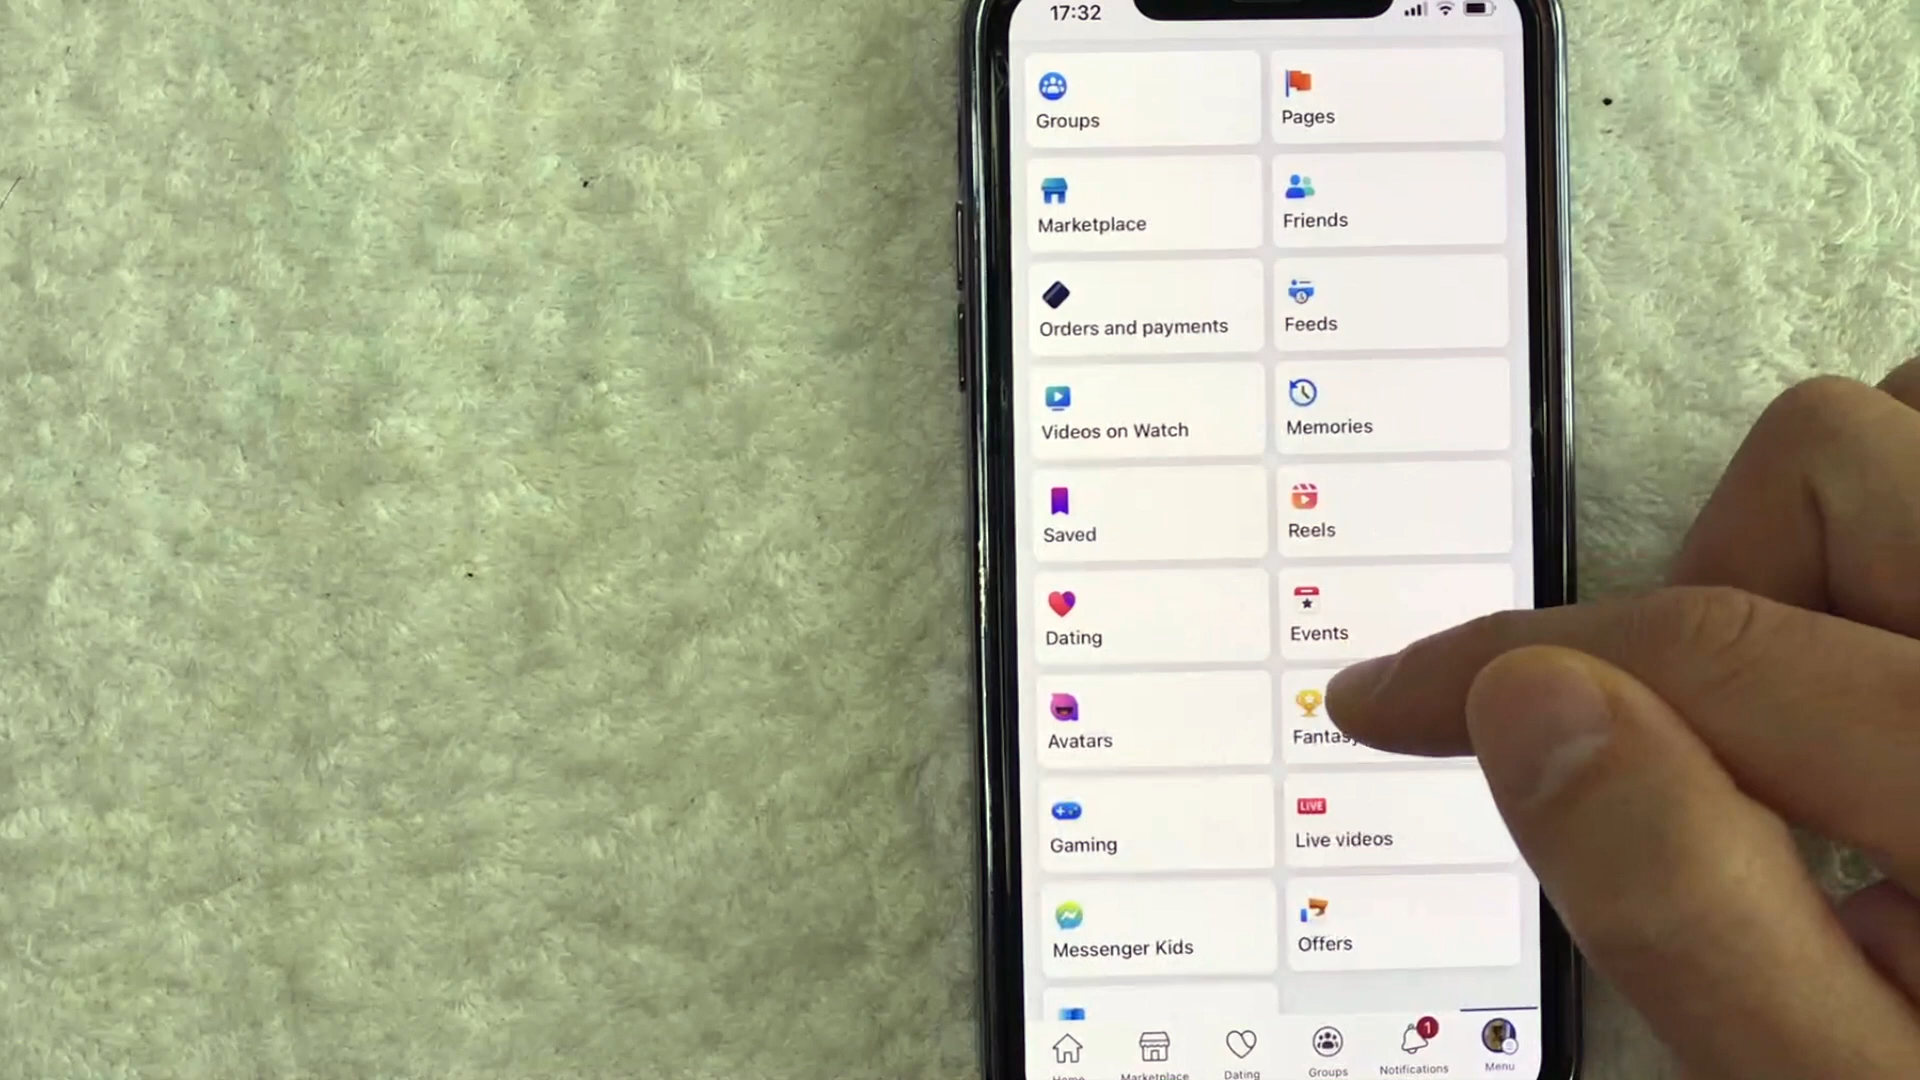 17:32
Groups
Pages
Marketplace
Friends
Orders and payments
Feeds
Videos on Watch
Memories
Saved
Reels
Dating
Events
Avatars
Fantasy
Gaming
LIVE
Live videos
Messenger Kids
Offers
1
Marketplace
Dating
Groups
Notifications
Menu